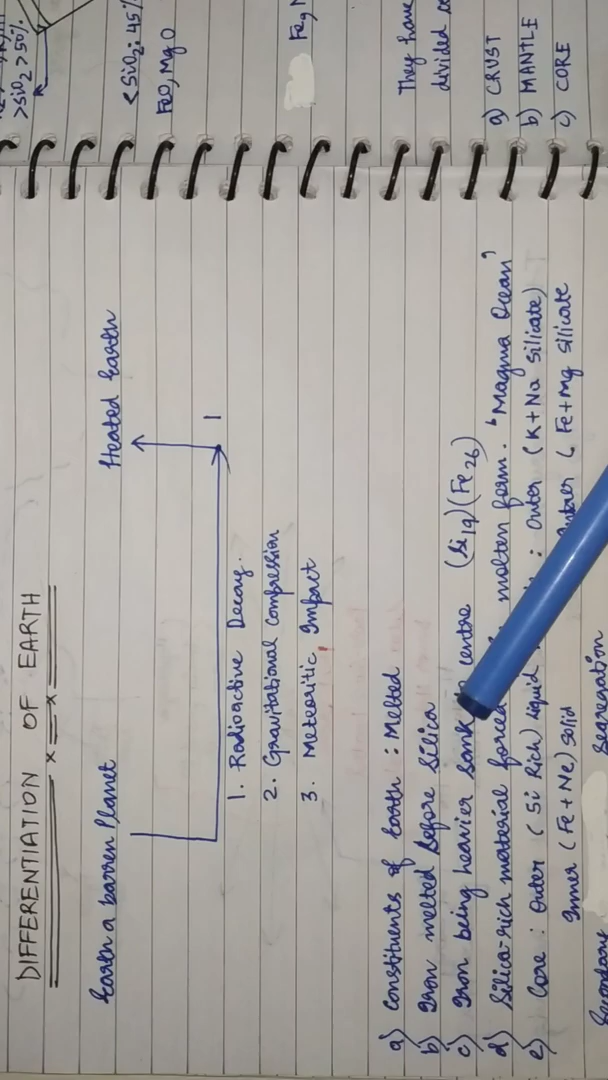 DIFFERENTIATION OF EARTH
Earth a barren Planet
Heated Earth
1. Radioactive Decay.
2. Gravitational Compression
3. Meteoritic Impact
a) Constituents of Earth : Melted
b) Iron melted before Silica
c) Iron being heavier sank centre (Si14) (Fe26)
d) Silica-rich material forced molten form. "Magma Ocean"
e) Core : Outer (Si Rich) liquid : Outer (K+Na silicate)
Inner (Fe+Ne) solid (Fe+Mg silicate
Secondary Segregation
>SiO2 > 50%
<SiO2: 45%
FeO, MgO
They have
divided
a) CRUST
b) MANTLE
c) CORE